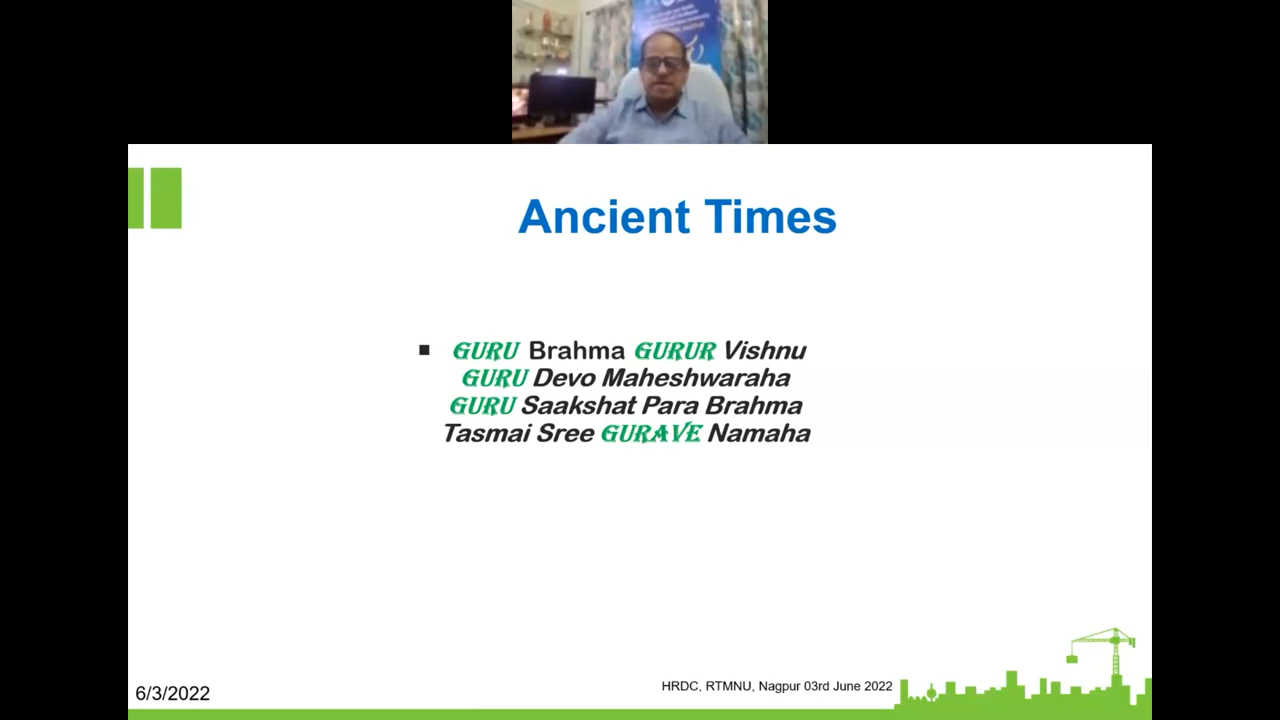 Ancient Times
▪ GURU Brahma GURUR Vishnu
GURU Devo Maheshwaraha
GURU Saakshat Para Brahma
Tasmai Sree GURAVE Namaha
6/3/2022
HRDC, RTMNU, Nagpur 03rd June 2022